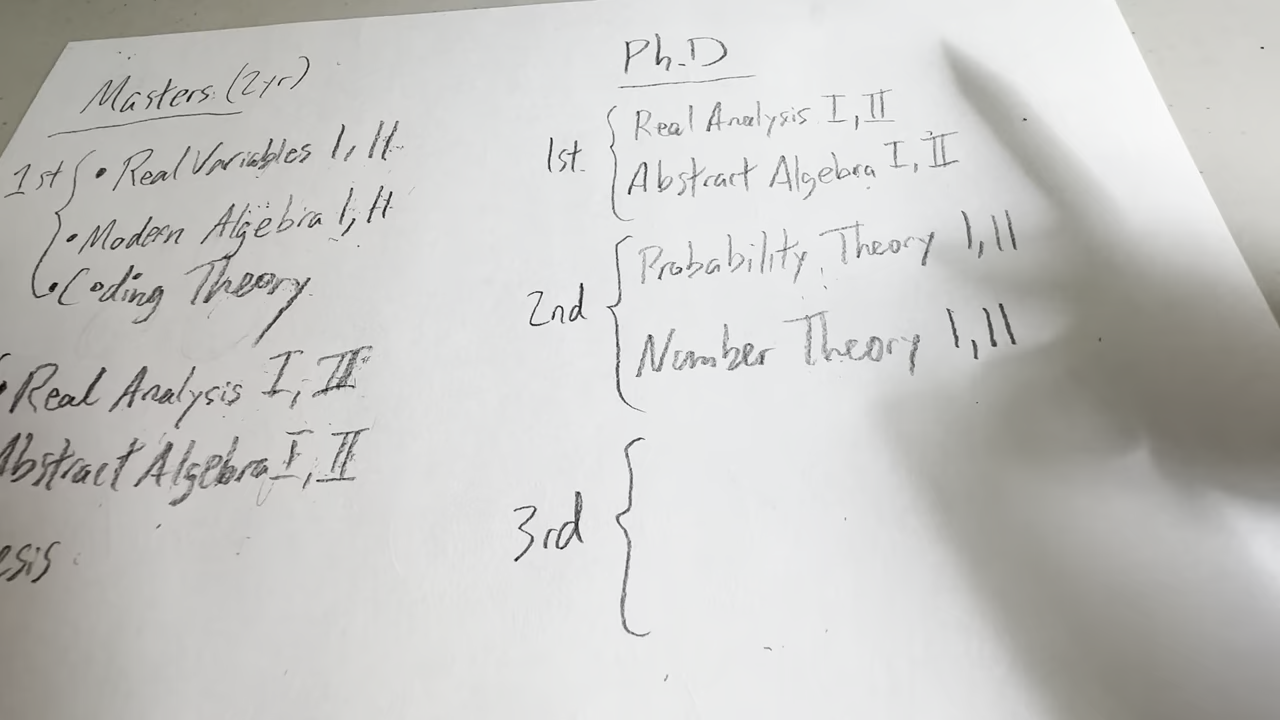 Masters (2yr)
1st
• Real Variables I, II
• Modern Algebra I, II
• Coding Theory
• Real Analysis I, II
Abstract Algebra I, II
Ph.D
1st.
Real Analysis I, II
Abstract Algebra I, II
2nd
Probability Theory I, II
Number Theory I, II
3rd